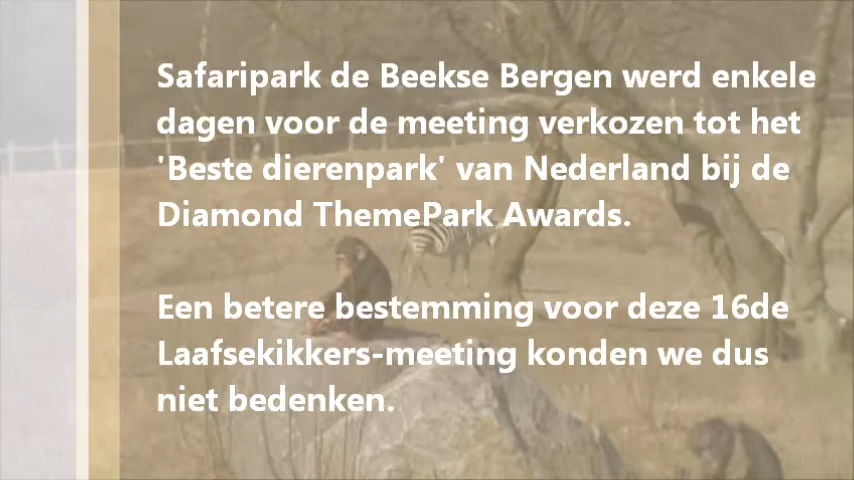 Safaripark de Beekse Bergen werd enkele
dagen voor de meeting verkozen tot het
'Beste dierenpark' van Nederland bij de
Diamond ThemePark Awards.
Een betere bestemming voor deze 16de
Laafsekikkers-meeting konden we dus
niet bedenken.